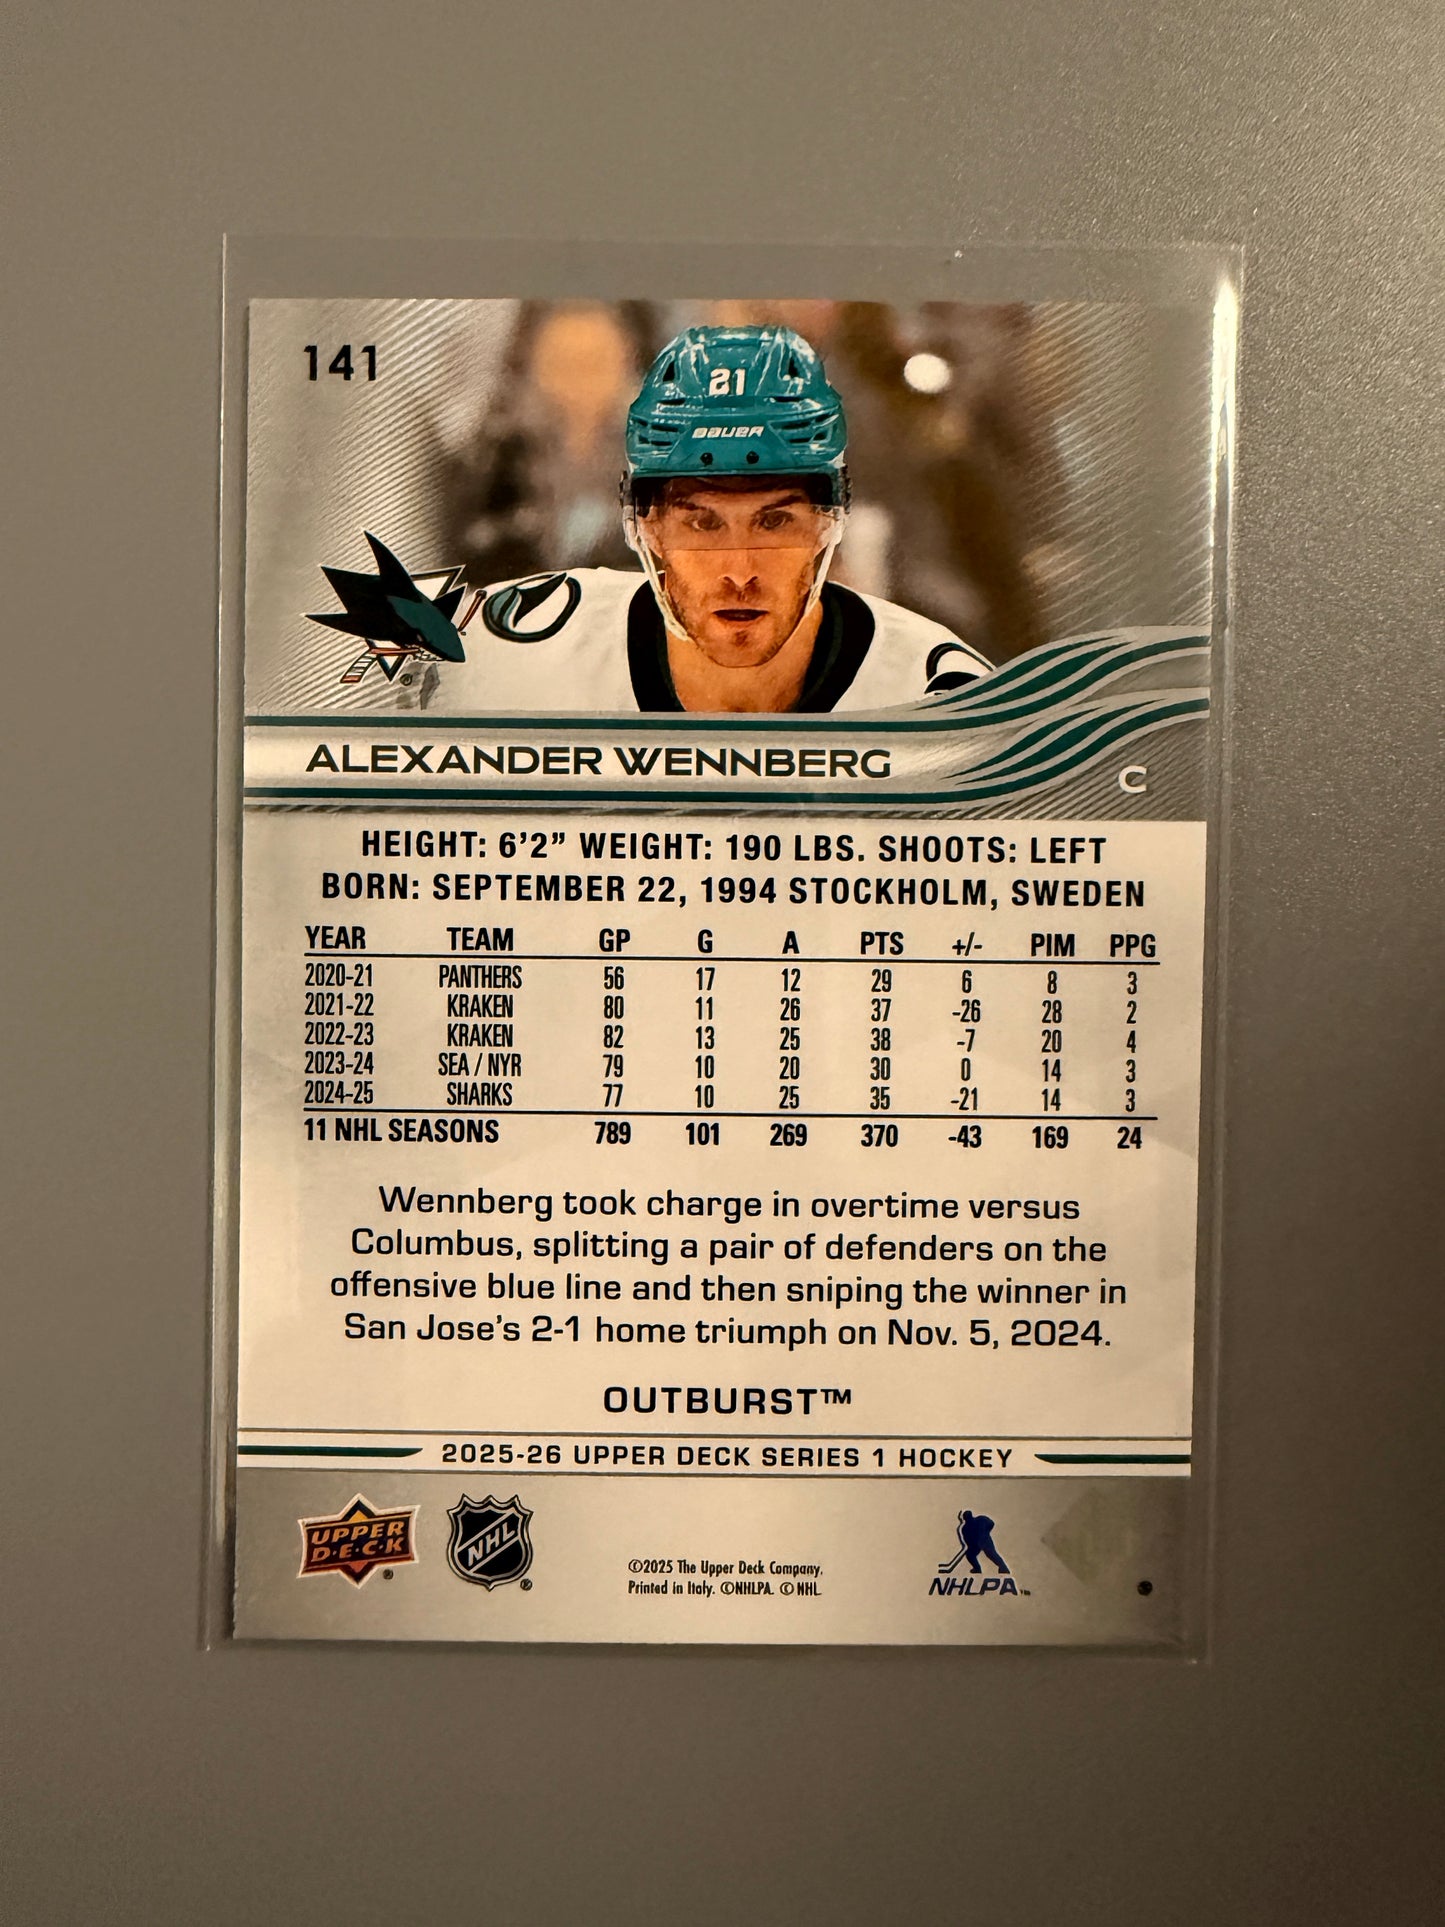 141
21
BAUER
ALEXANDER WENNBERG
C
HEIGHT: 6'2” WEIGHT: 190 LBS. SHOOTS: LEFT
BORN: SEPTEMBER 22, 1994 STOCKHOLM, SWEDEN
YEAR TEAM GP G A PTS +/- PIM PPG
2020-21 PANTHERS 56 17 12 29 6 8 3
2021-22 KRAKEN 80 11 26 37 -26 28 2
2022-23 KRAKEN 82 13 25 38 -7 20 4
2023-24 SEA / NYR 79 10 20 30 0 14 3
2024-25 SHARKS 77 10 25 35 -21 14 3
11 NHL SEASONS 789 101 269 370 -43 169 24
Wennberg took charge in overtime versus
Columbus, splitting a pair of defenders on the
offensive blue line and then sniping the winner in
San Jose's 2-1 home triumph on Nov. 5, 2024.
OUTBURST™
2025-26 UPPER DECK SERIES 1 HOCKEY
UPPER
D·E·C·K ®
NHL ®
©2025 The Upper Deck Company.
Printed in Italy. ©NHLPA. © NHL
NHLPA™